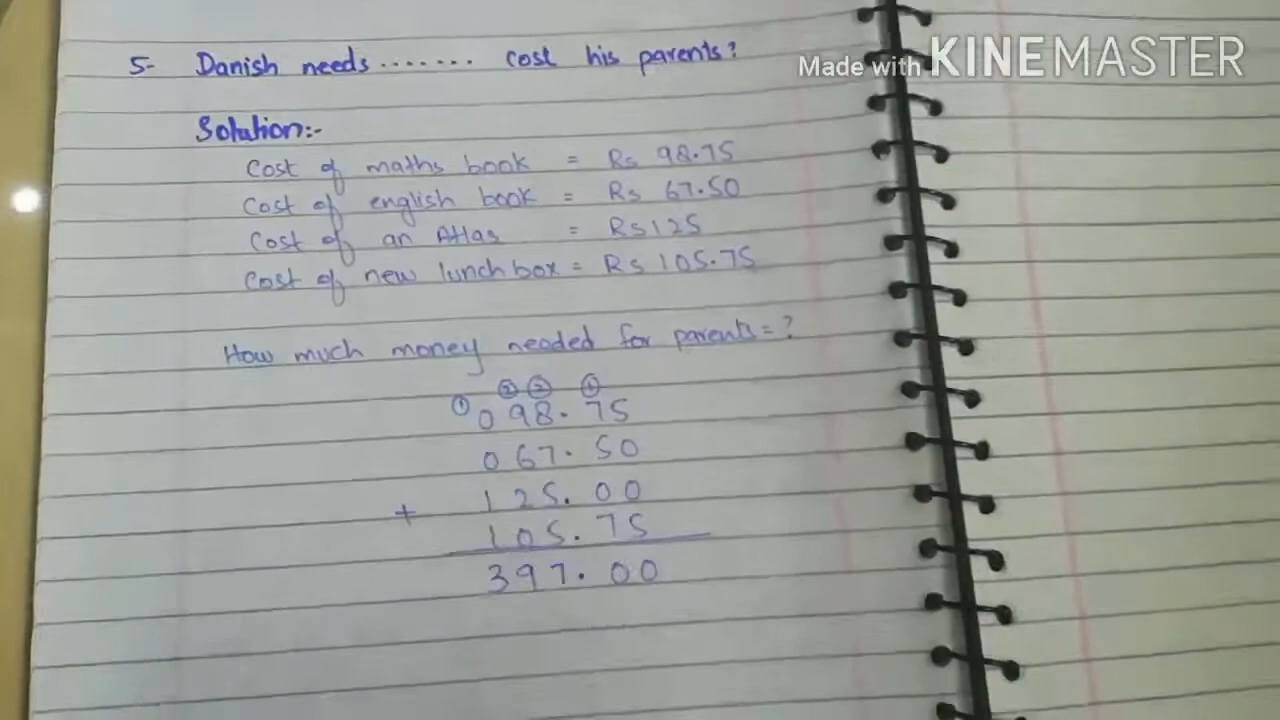 Made with KINEMASTER
5- Danish needs ....... cost his parents?
Solution:-
Cost of maths book = Rs 98.75
Cost of english book = Rs 67.50
Cost of an Atlas = Rs 125
Cost of new lunch box = Rs 105.75
How much money needed for parents = ?
① ② ② ①
098.75
067.50
+ 125.00
105.75
397.00